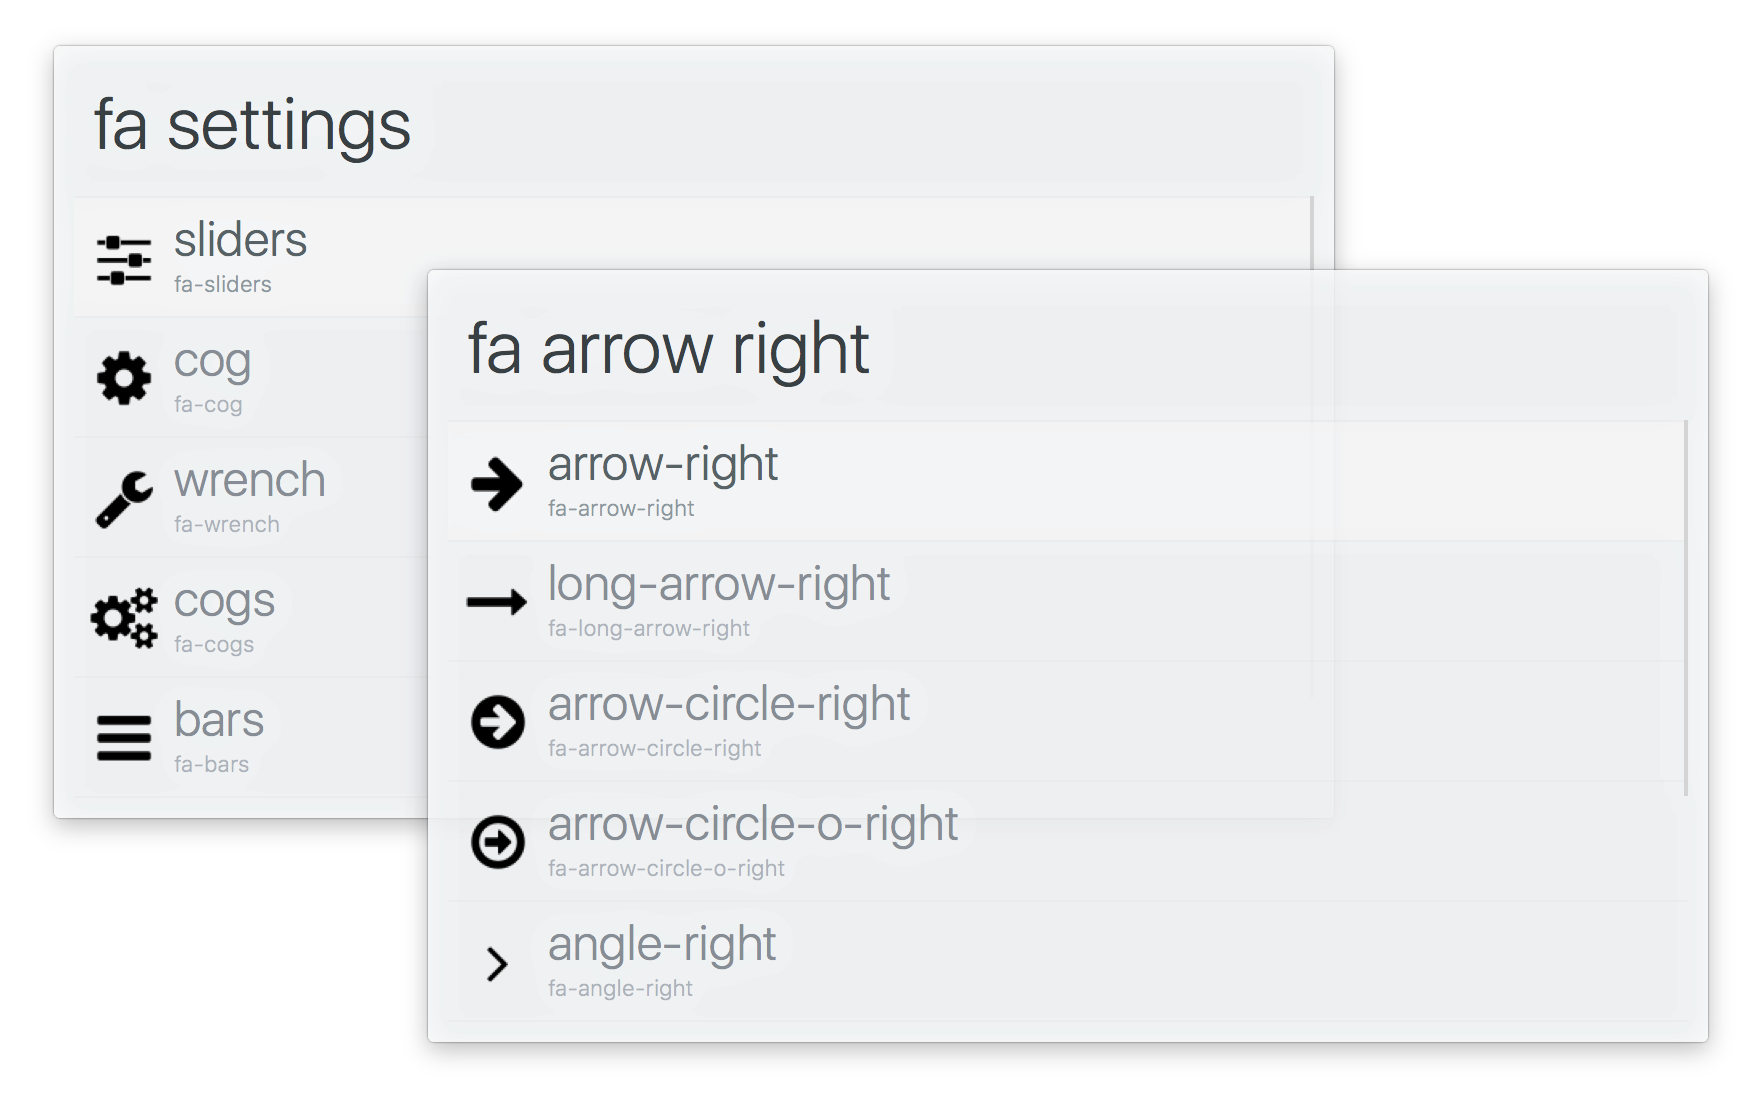 fa settings
sliders
fa-sliders
cog
fa-cog
wrench
fa-wrench
cogs
fa-cogs
bars
fa-bars
fa arrow right
arrow-right
fa-arrow-right
long-arrow-right
fa-long-arrow-right
arrow-circle-right
fa-arrow-circle-right
arrow-circle-o-right
fa-arrow-circle-o-right
angle-right
fa-angle-right